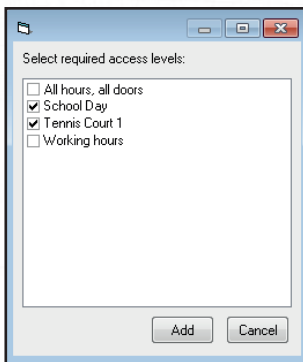 Select required access levels:
All hours, all doors
School Day
Tennis Court 1
Working hours
Add Cancel